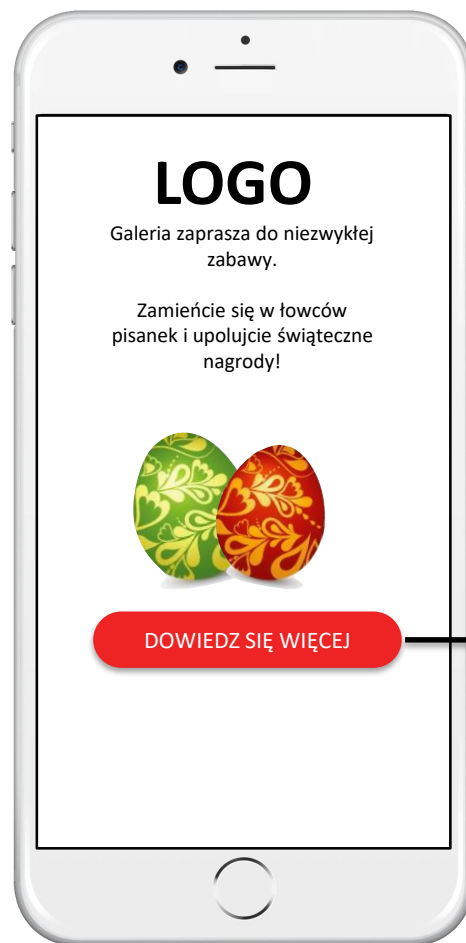 LOGO
Galeria zaprasza do niezwykłej
zabawy.
Zamieńcie się w łowców
pisanek i upolujcie świąteczne
nagrody!
DOWIEDZ SIĘ WIĘCEJ